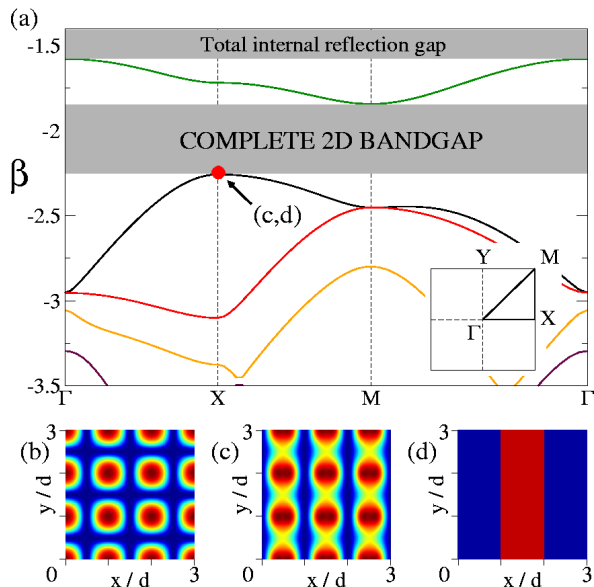 (a)
-1.5
Total internal reflection gap
-2
COMPLETE 2D BANDGAP
β
-2.5
(c,d)
Y
M
-3
Γ
X
-3.5
Γ
X
M
Γ
(b)
3
y / d
0
x / d
3
(c)
3
y / d
0
x / d
3
(d)
3
y / d
0
x / d
3